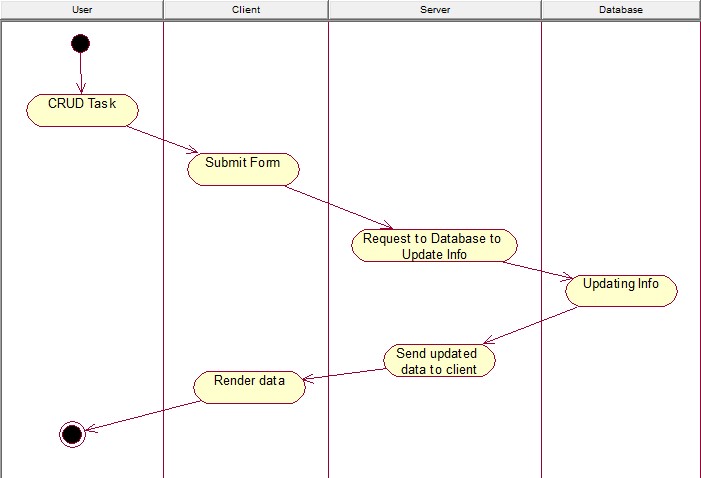 User
Client
Server
Database
CRUD Task
Submit Form
Request to Database to
Update Info
Updating Info
Send updated
data to client
Render data